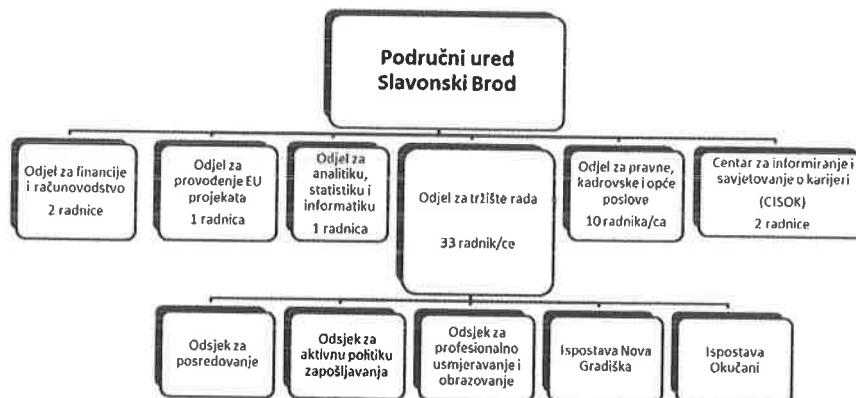 Područni ured
Slavonski Brod
Odjel za financije
i računovodstvo
2 radnice
Odjel za
provođenje EU
projekata
1 radnica
Odjel za
analitiku,
statistiku i
informatiku
1 radnica
Odjel za tržište rada
33 radnik/ce
Odjel za pravne,
kadrovske i opće
poslove
10 radnika/ca
Centar za informiranje i
savjetovanje o karijeri
(CISOK)
2 radnice
Odsjek za
posredovanje
Odsjek za
aktivnu politiku
zapošljavanja
Odsjek za
profesionalno
usmjeravanje i
obrazovanje
Ispostava Nova
Gradiška
Ispostava
Okučani